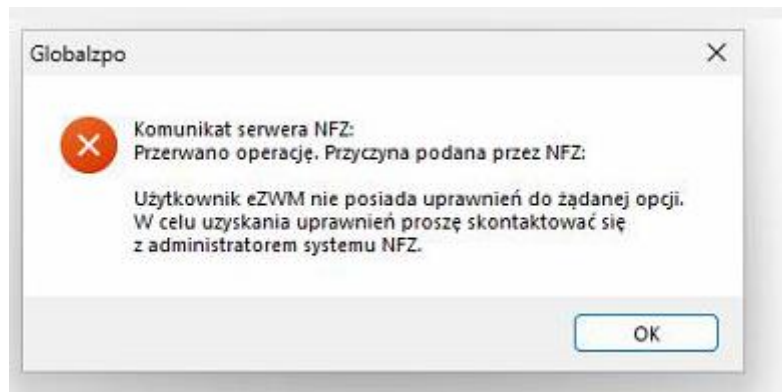 Globalzpo
Komunikat serwera NFZ:
Przerwano operację. Przyczyna podana przez NFZ:
Użytkownik eZWM nie posiada uprawnień do żądanej opcji.
W celu uzyskania uprawnień proszę skontaktować się
z administratorem systemu NFZ.
OK